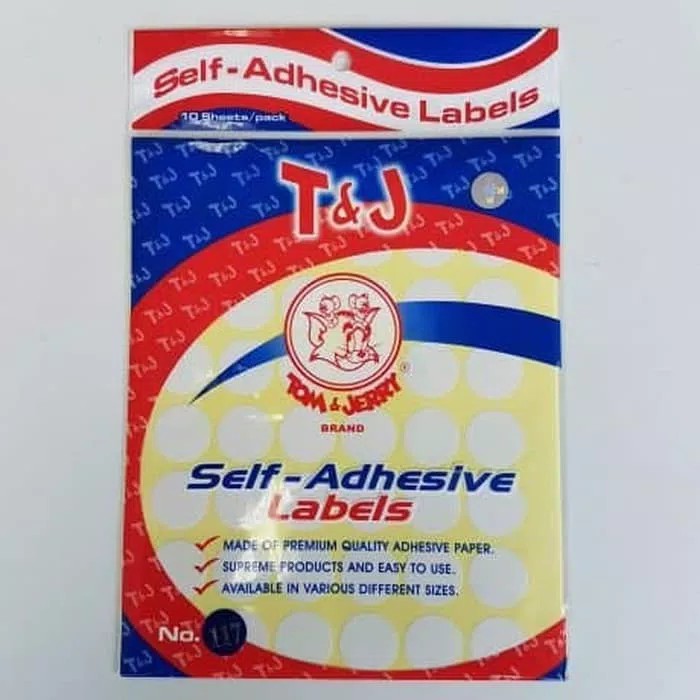 Self-Adhesive Labels
10 Sheets/pack
T&J
TOM & JERRY®
BRAND
Self-Adhesive
Labels
MADE OF PREMIUM QUALITY ADHESIVE PAPER.
SUPREME PRODUCTS AND EASY TO USE.
AVAILABLE IN VARIOUS DIFFERENT SIZES.
No. 117